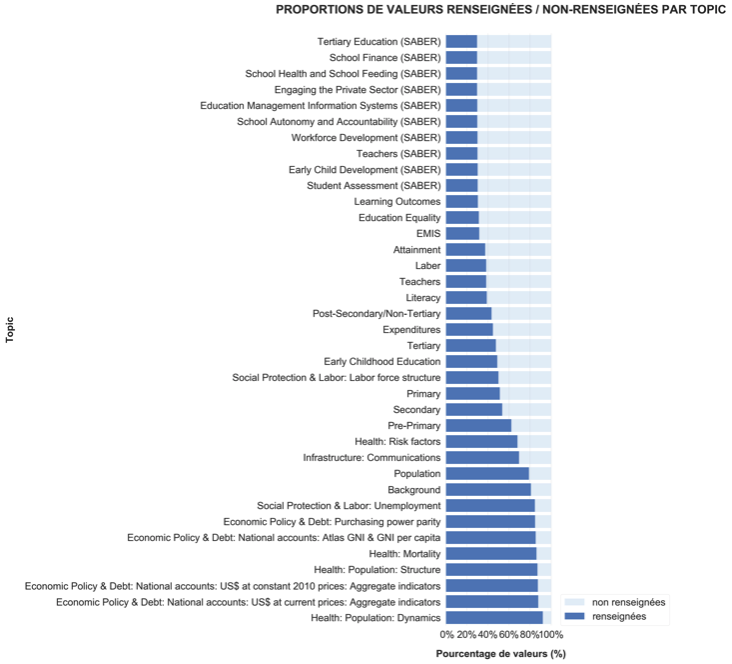 PROPORTIONS DE VALEURS RENSEIGNÉES / NON-RENSEIGNÉES PAR TOPIC
Tertiary Education (SABER)
School Finance (SABER)
School Health and School Feeding (SABER)
Engaging the Private Sector (SABER)
Education Management Information Systems (SABER)
School Autonomy and Accountability (SABER)
Workforce Development (SABER)
Teachers (SABER)
Early Child Development (SABER)
Student Assessment (SABER)
Learning Outcomes
Education Equality
EMIS
Attainment
Laber
Teachers
Literacy
Post-Secondary/Non-Tertiary
Expenditures
Tertiary
Early Childhood Education
Social Protection & Labor: Labor force structure
Primary
Secondary
Pre-Primary
Health: Risk factors
Infrastructure: Communications
Population
Background
Social Protection & Labor: Unemployment
Economic Policy & Debt: Purchasing power parity
Economic Policy & Debt: National accounts: Atlas GNI & GNI per capita
Health: Mortality
Health: Population: Structure
Economic Policy & Debt: National accounts: US$ at constant 2010 prices: Aggregate indicators
Economic Policy & Debt: National accounts: US$ at current prices: Aggregate indicators
Health: Population: Dynamics
Topic
0% 20% 40% 60% 80% 100%
Pourcentage de valeurs (%)
non renseignées
renseignées